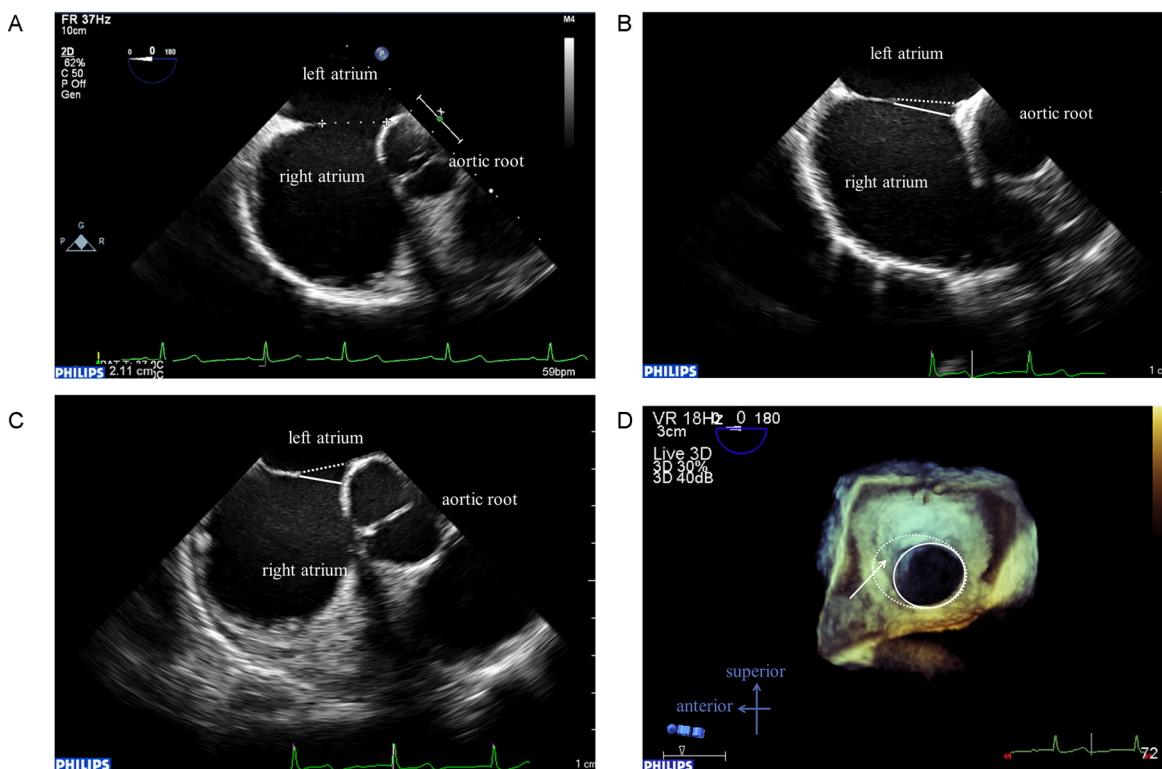 A
FR 37Hz
10cm
2D
62%
C 50
P Off
Gen
0 0 180
P
M4
left atrium
right atrium
aortic root
G
P R
2.11 cm
PHILIPS
59bpm
B
left atrium
aortic root
right atrium
PHILIPS
1 c
C
left atrium
aortic root
right atrium
PHILIPS
1 cm
D
VR 18Hz
0 180
3cm
Live 3D
3D 30%
3D 40dB
superior
anterior
PHILIPS
72